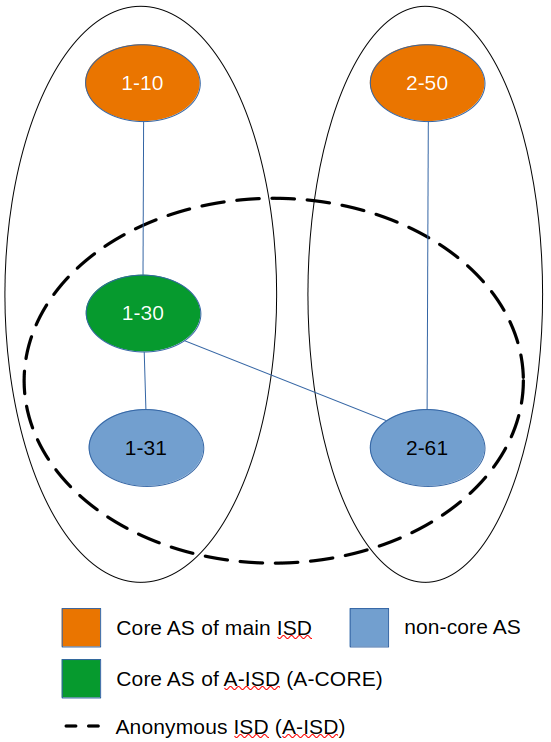 1-10
2-50
1-30
1-31
2-61
Core AS of main ISD
non-core AS
Core AS of A-ISD (A-CORE)
Anonymous ISD (A-ISD)